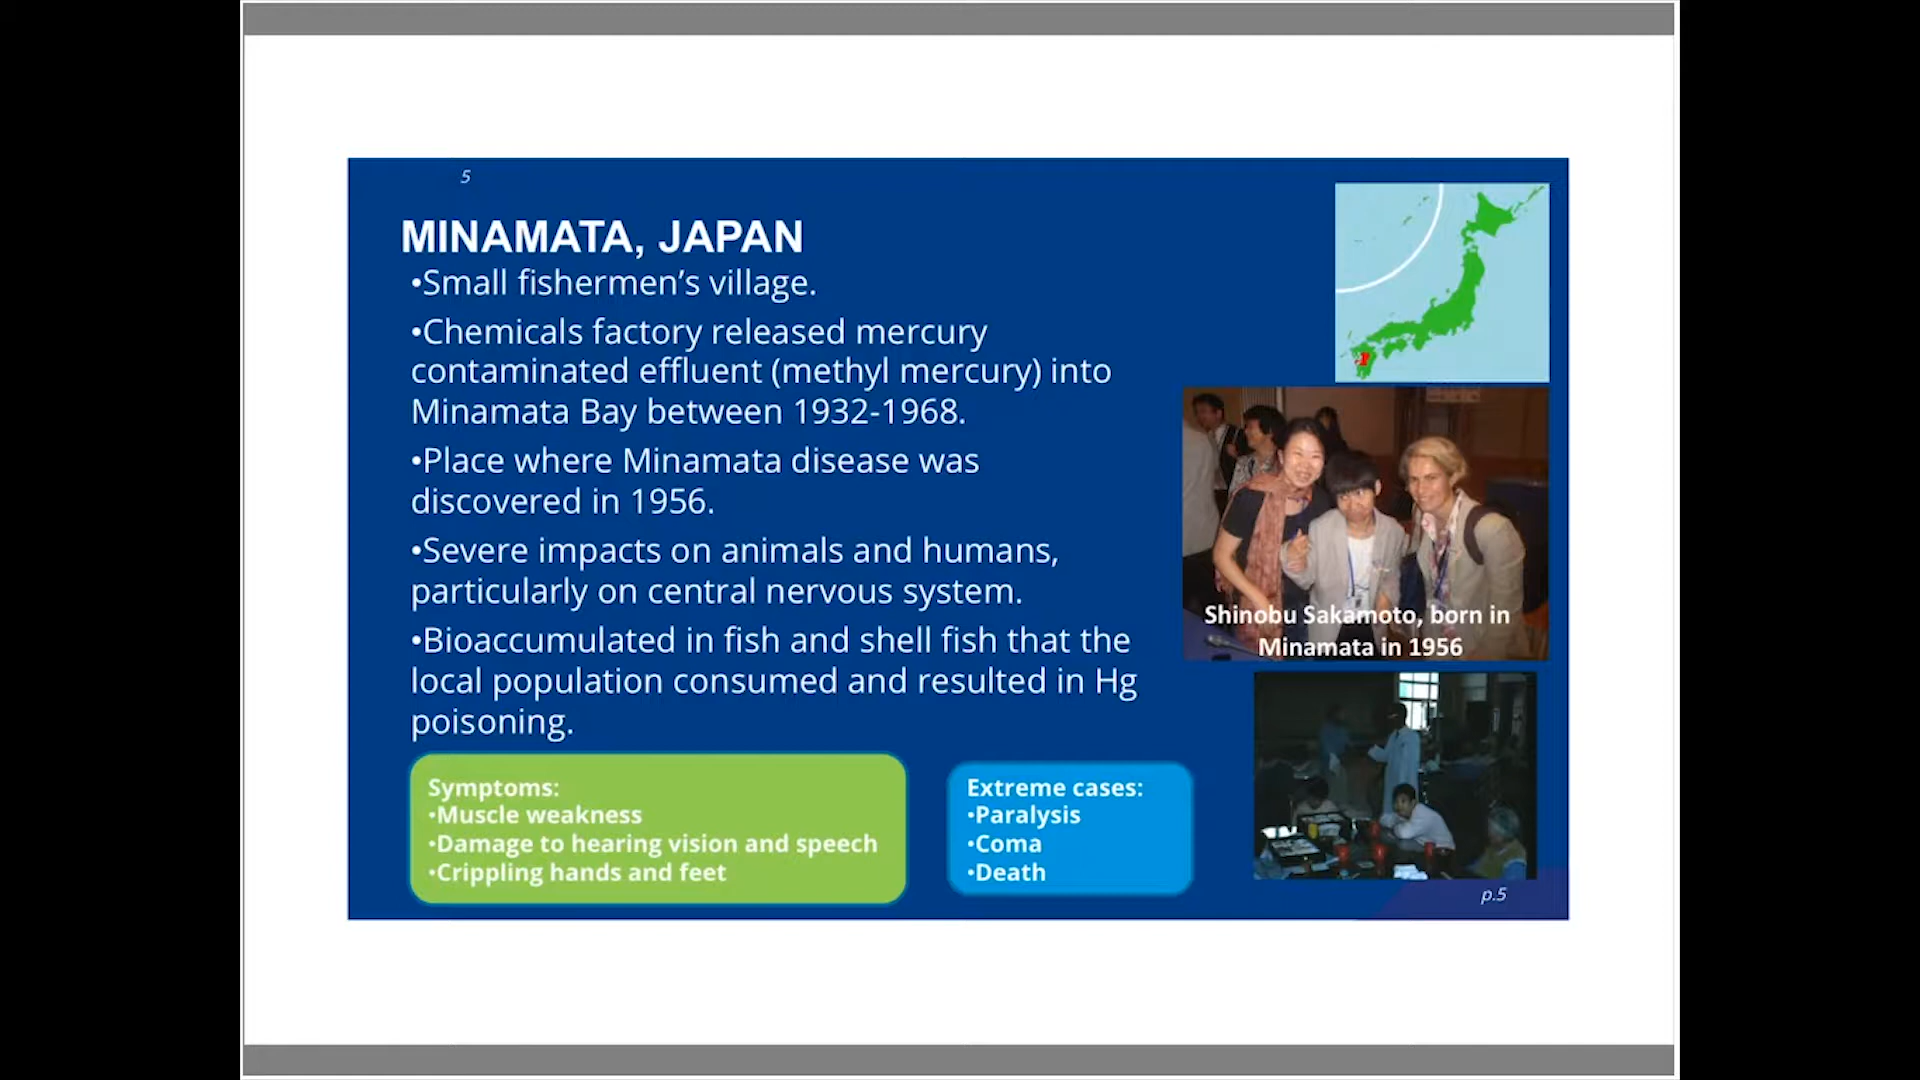 5
MINAMATA, JAPAN
•Small fishermen’s village.
•Chemicals factory released mercury
contaminated effluent (methyl mercury) into
Minamata Bay between 1932-1968.
•Place where Minamata disease was
discovered in 1956.
•Severe impacts on animals and humans,
particularly on central nervous system.
•Bioaccumulated in fish and shell fish that the
local population consumed and resulted in Hg
poisoning.
Shinobu Sakamoto, born in
Minamata in 1956
Symptoms:
•Muscle weakness
•Damage to hearing vision and speech
•Crippling hands and feet
Extreme cases:
•Paralysis
•Coma
•Death
p.5